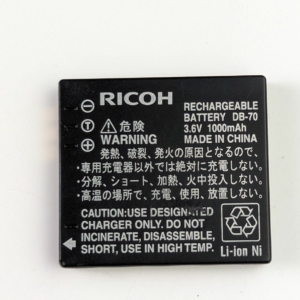 RICOH
RECHARGEABLE
BATTERY DB-70
3.6V 1000mAh
MADE IN CHINA
⚠危険
WARNING
発熱、破裂、発火の原因となるので、
・専用充電器以外では絶対に充電しない。
・分解、ショート、加熱、火中投入しない。
・高温の場所で、充電、使用、放置しない。
CAUTION: USE DESIGNATED
CHARGER ONLY. DO NOT
INCINERATE, DISASSEMBLE,
SHORT, USE IN HIGH TEMP.
Li-ion Ni